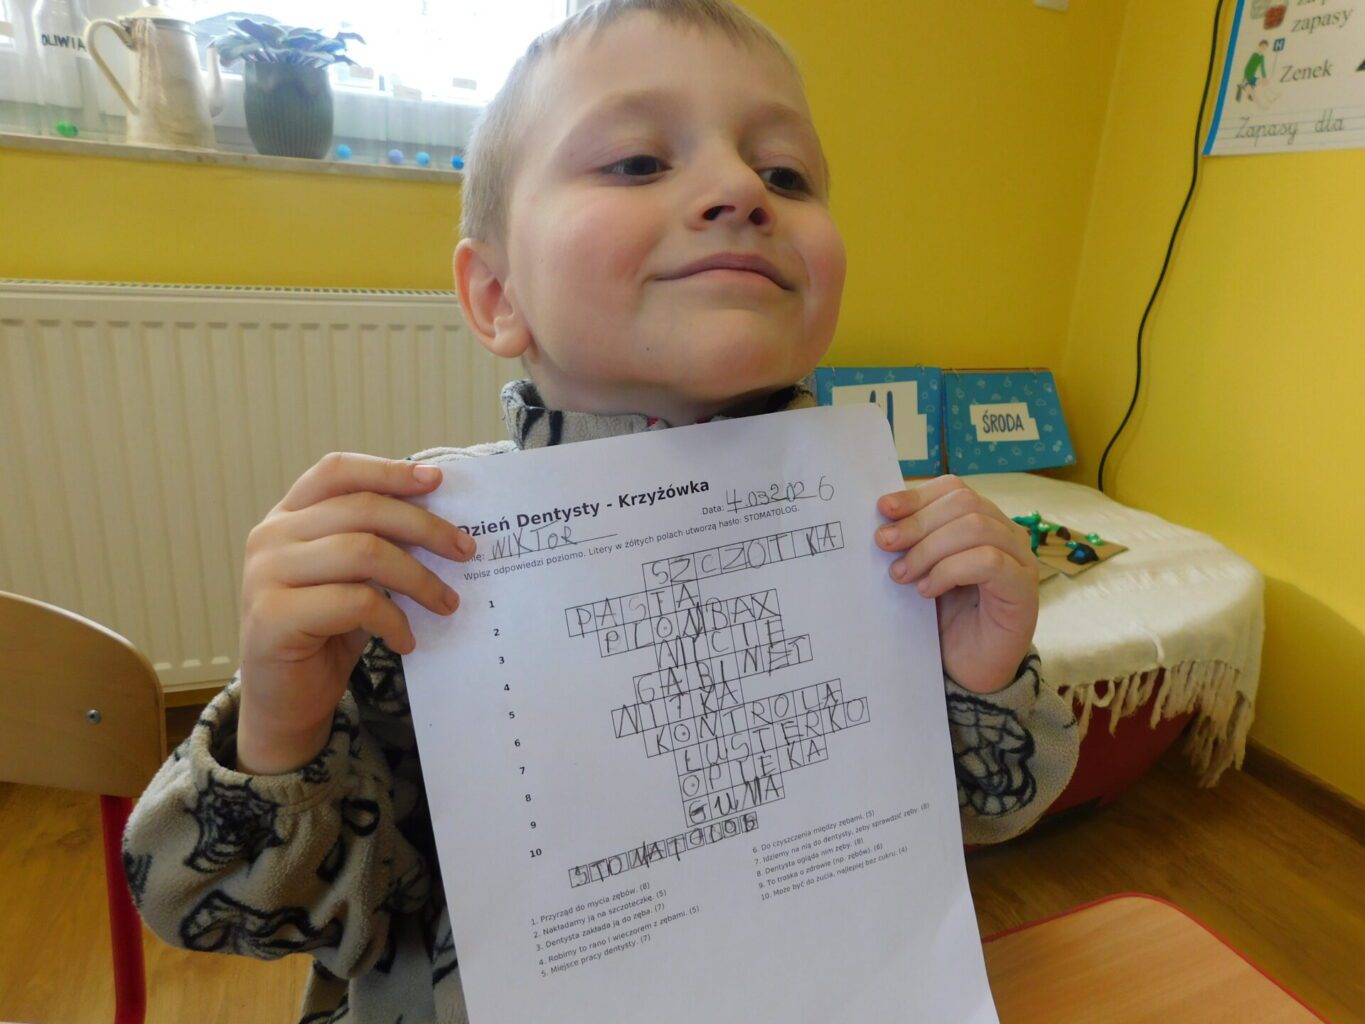 OLIWIA
zapasy
Zenek
Zapasy dla
ŚRODA
Dzień Dentysty - Krzyżówka
WIKTOR
Data: 4.03202 6
Wpisz odpowiedzi poziomo. Litery w żółtych polach utworzą hasło: STOMATOLOG.
1 SZCZOTKA
2 PASTA
3 PLOMBAX
4 MYCIE
5 GABINET
6 NITKA
7 KONTROLA
8 LUSTERKO
9 OPIEKA
10 GUMA
STOMATOLOG
1. Przyrząd do mycia zębów. (8)
2. Nakładamy ją na szczoteczkę. (5)
3. Dentysta zakłada ją do zęba. (7)
4. Robimy to rano i wieczorem z zębami. (5)
5. Miejsce pracy dentysty. (7)
6. Do czyszczenia między zębami. (5)
7. Idziemy na nią do dentysty, żeby sprawdzić zęby. (8)
8. Dentysta ogląda nim zęby. (8)
9. To troska o zdrowie (np. zębów). (6)
10. Może być do żucia, najlepiej bez cukru. (4)